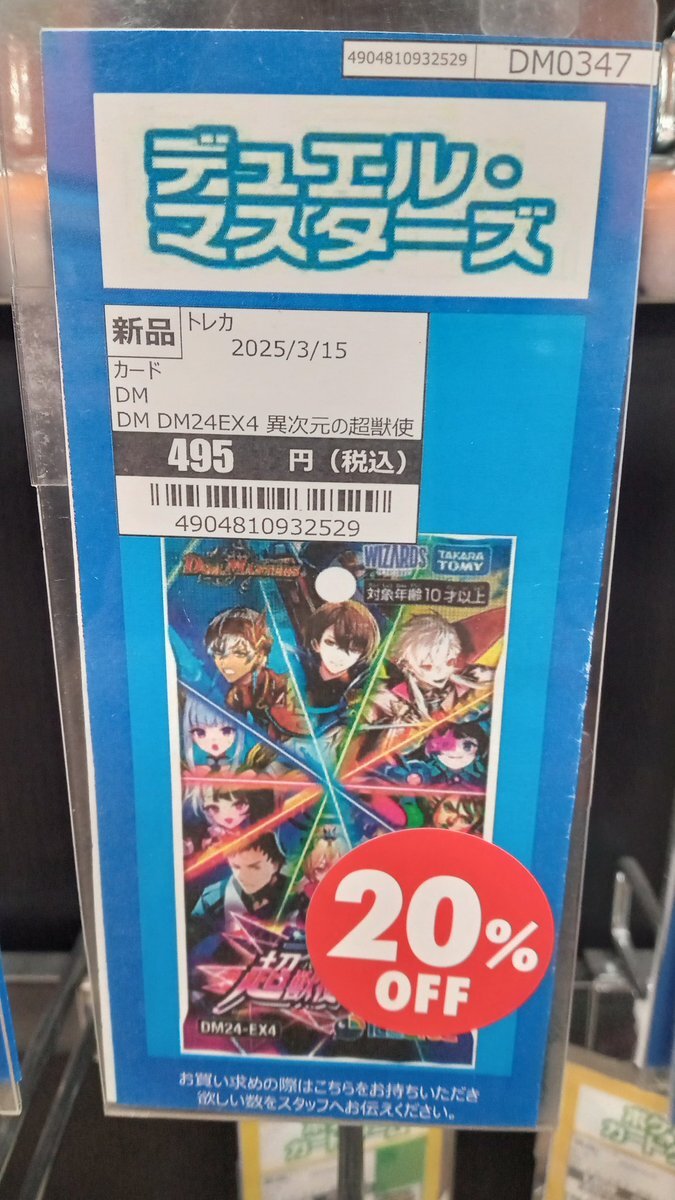 4904810932529 DM0347
デュエル・
マスターズ
新品
トレカ
2025/3/15
カード
DM
DM DM24EX4 異次元の超獣使
495 円（税込）
4904810932529
DUEL MASTERS
WIZARDS
TAKARA TOMY
対象年齢10才以上
超獣使
DM24-EX4
20% OFF
お買い求めの際はこちらをお持ちいただき
欲しい数をスタッフへお伝えください。